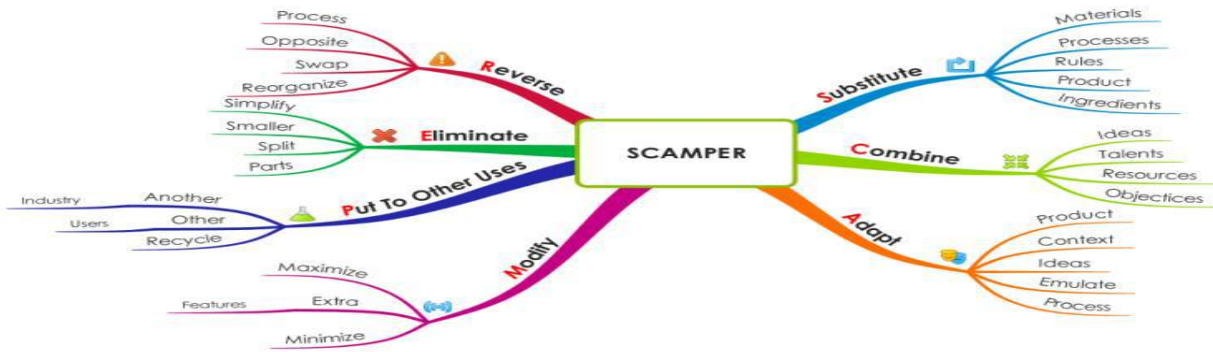 SCAMPER
Substitute
Materials
Processes
Rules
Product
Ingredients
Combine
Ideas
Talents
Resources
Objectices
Adapt
Product
Context
Ideas
Emulate
Process
Modify
Maximize
Extra
Features
Minimize
Put To Other Uses
Another
Industry
Other
Users
Recycle
Eliminate
Simplify
Smaller
Split
Parts
Reverse
Process
Opposite
Swap
Reorganize